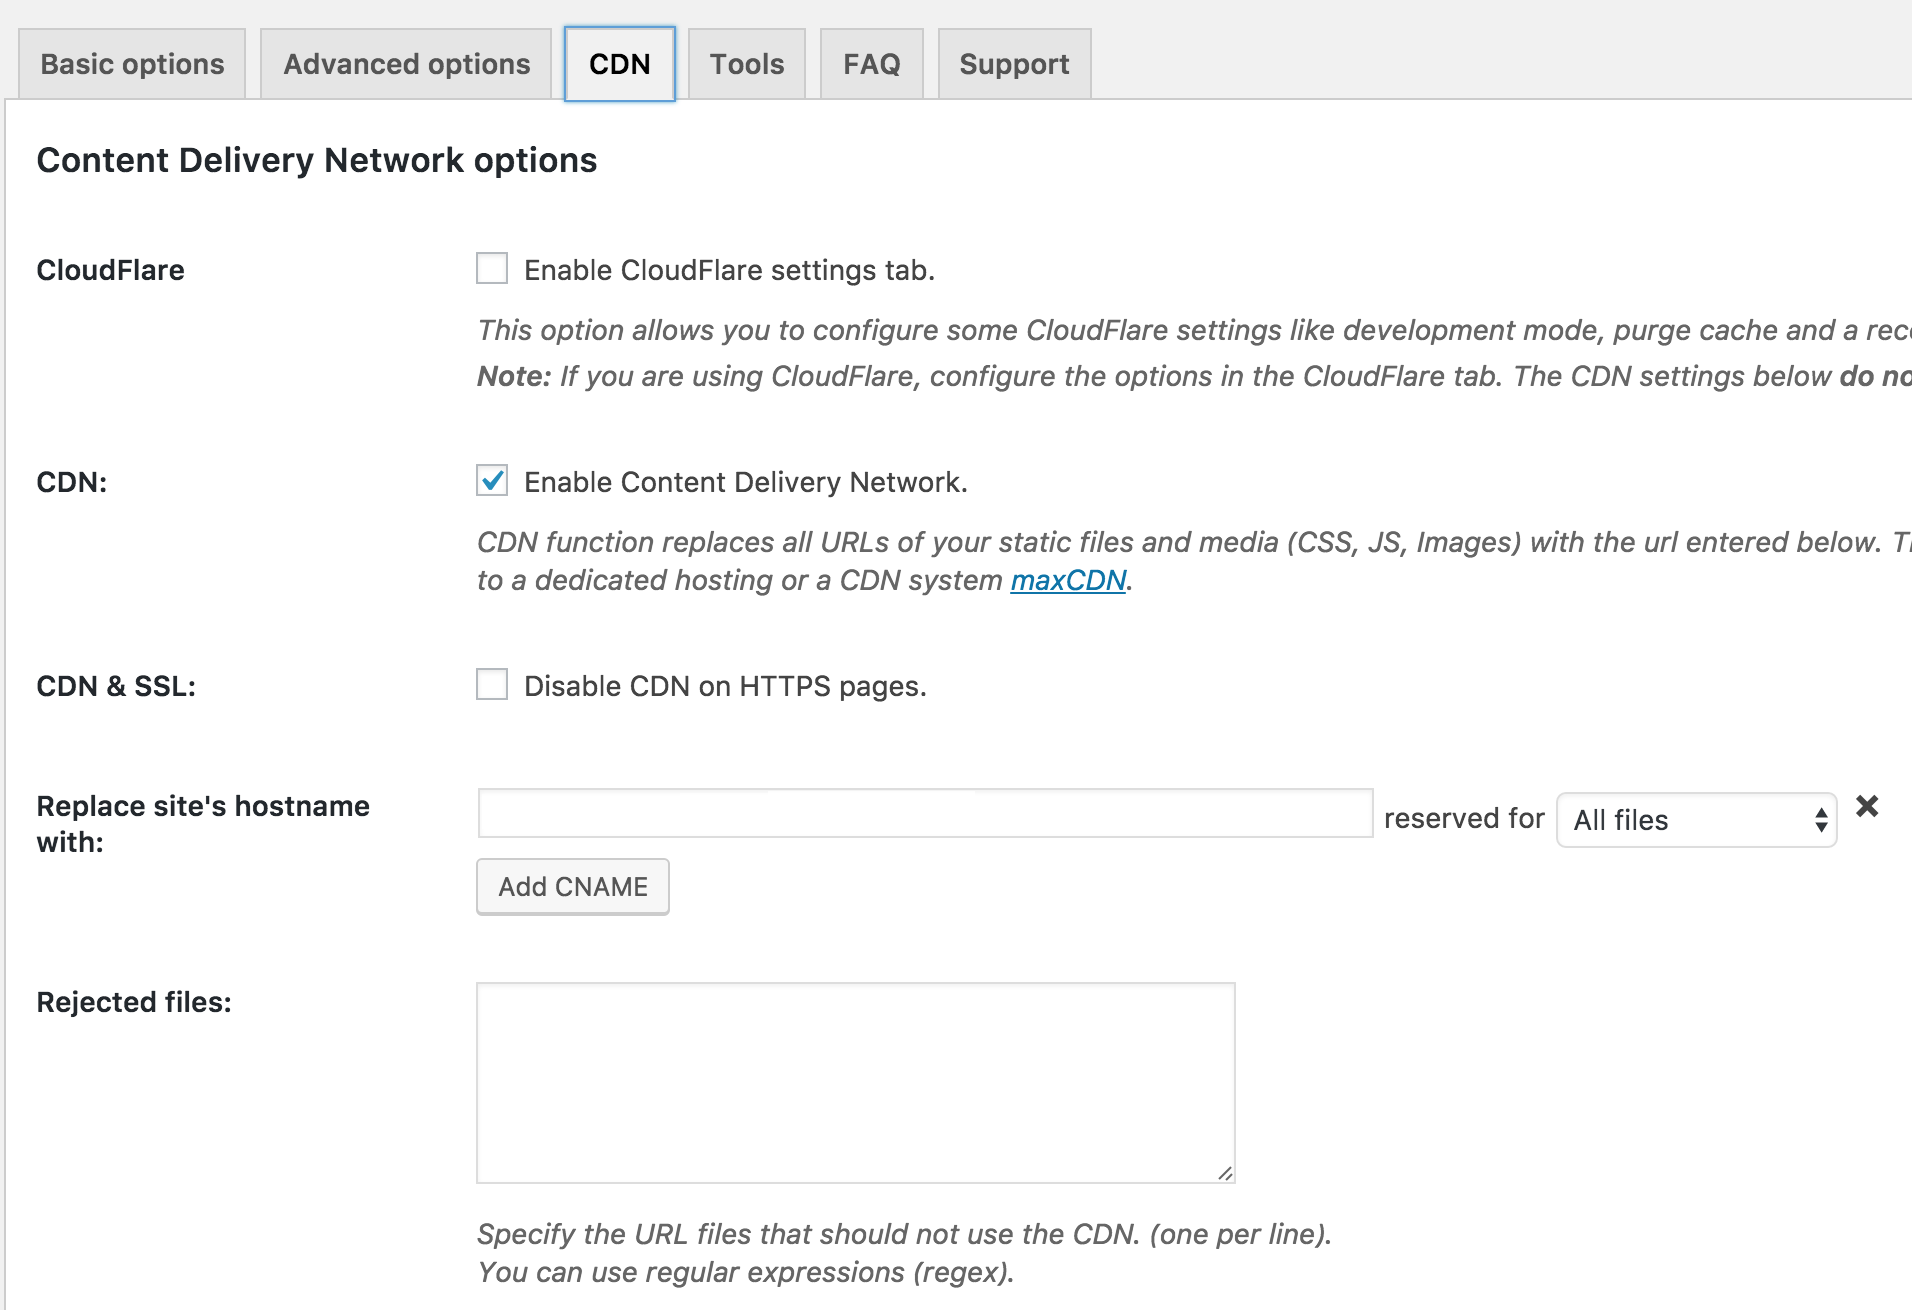 Basic options Advanced options CDN Tools FAQ Support
Content Delivery Network options
CloudFlare Enable CloudFlare settings tab.
This option allows you to configure some CloudFlare settings like development mode, purge cache and a
Note: If you are using CloudFlare, configure the options in the CloudFlare tab. The CDN settings below do
CDN: Enable Content Delivery Network.
CDN function replaces all URLs of your static files and media (CSS, JS, Images) with the url entered below.
to a dedicated hosting or a CDN system maxCDN.
CDN & SSL: Disable CDN on HTTPS pages.
Replace site's hostname
with:
reserved for All files
Add CNAME
Rejected files:
Specify the URL files that should not use the CDN. (one per line).
You can use regular expressions (regex).